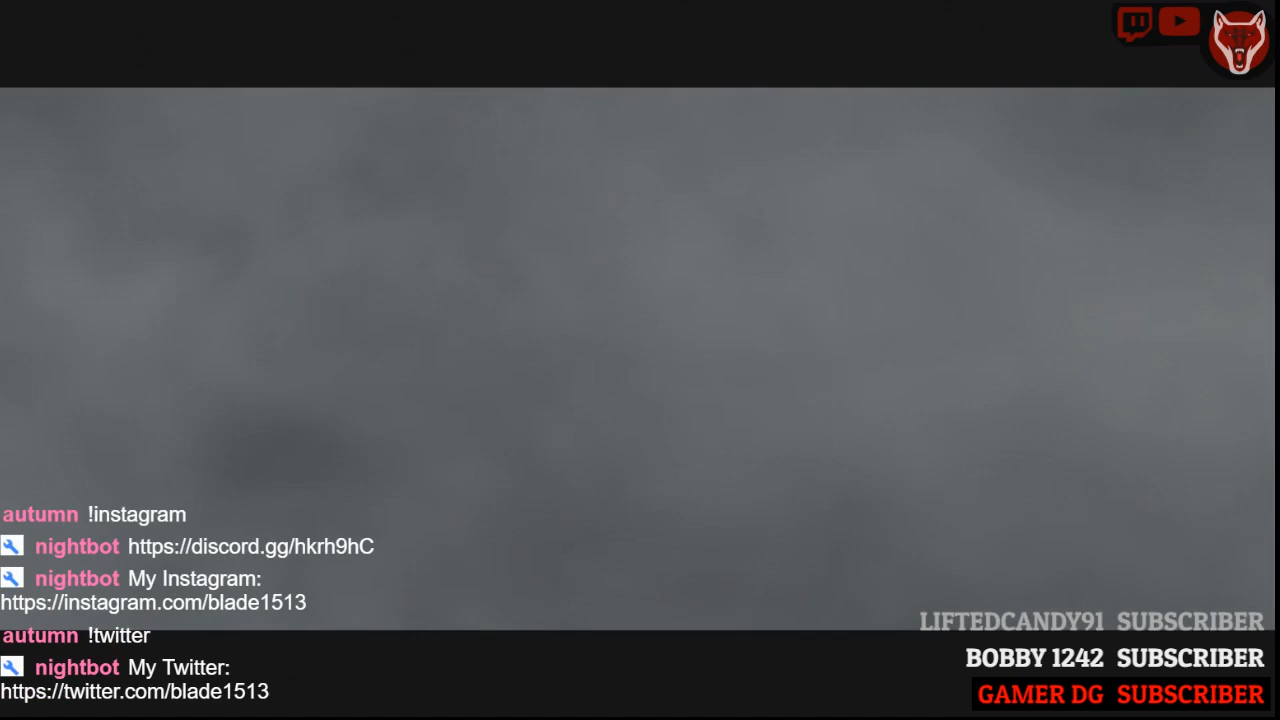 autumn !instagram
nightbot https://discord.gg/hkrh9hC
nightbot My Instagram:
https://instagram.com/blade1513
autumn !twitter
nightbot My Twitter:
https://twitter.com/blade1513
LIFTEDCANDY91 SUBSCRIBER
BOBBY 1242 SUBSCRIBER
GAMER DG SUBSCRIBER